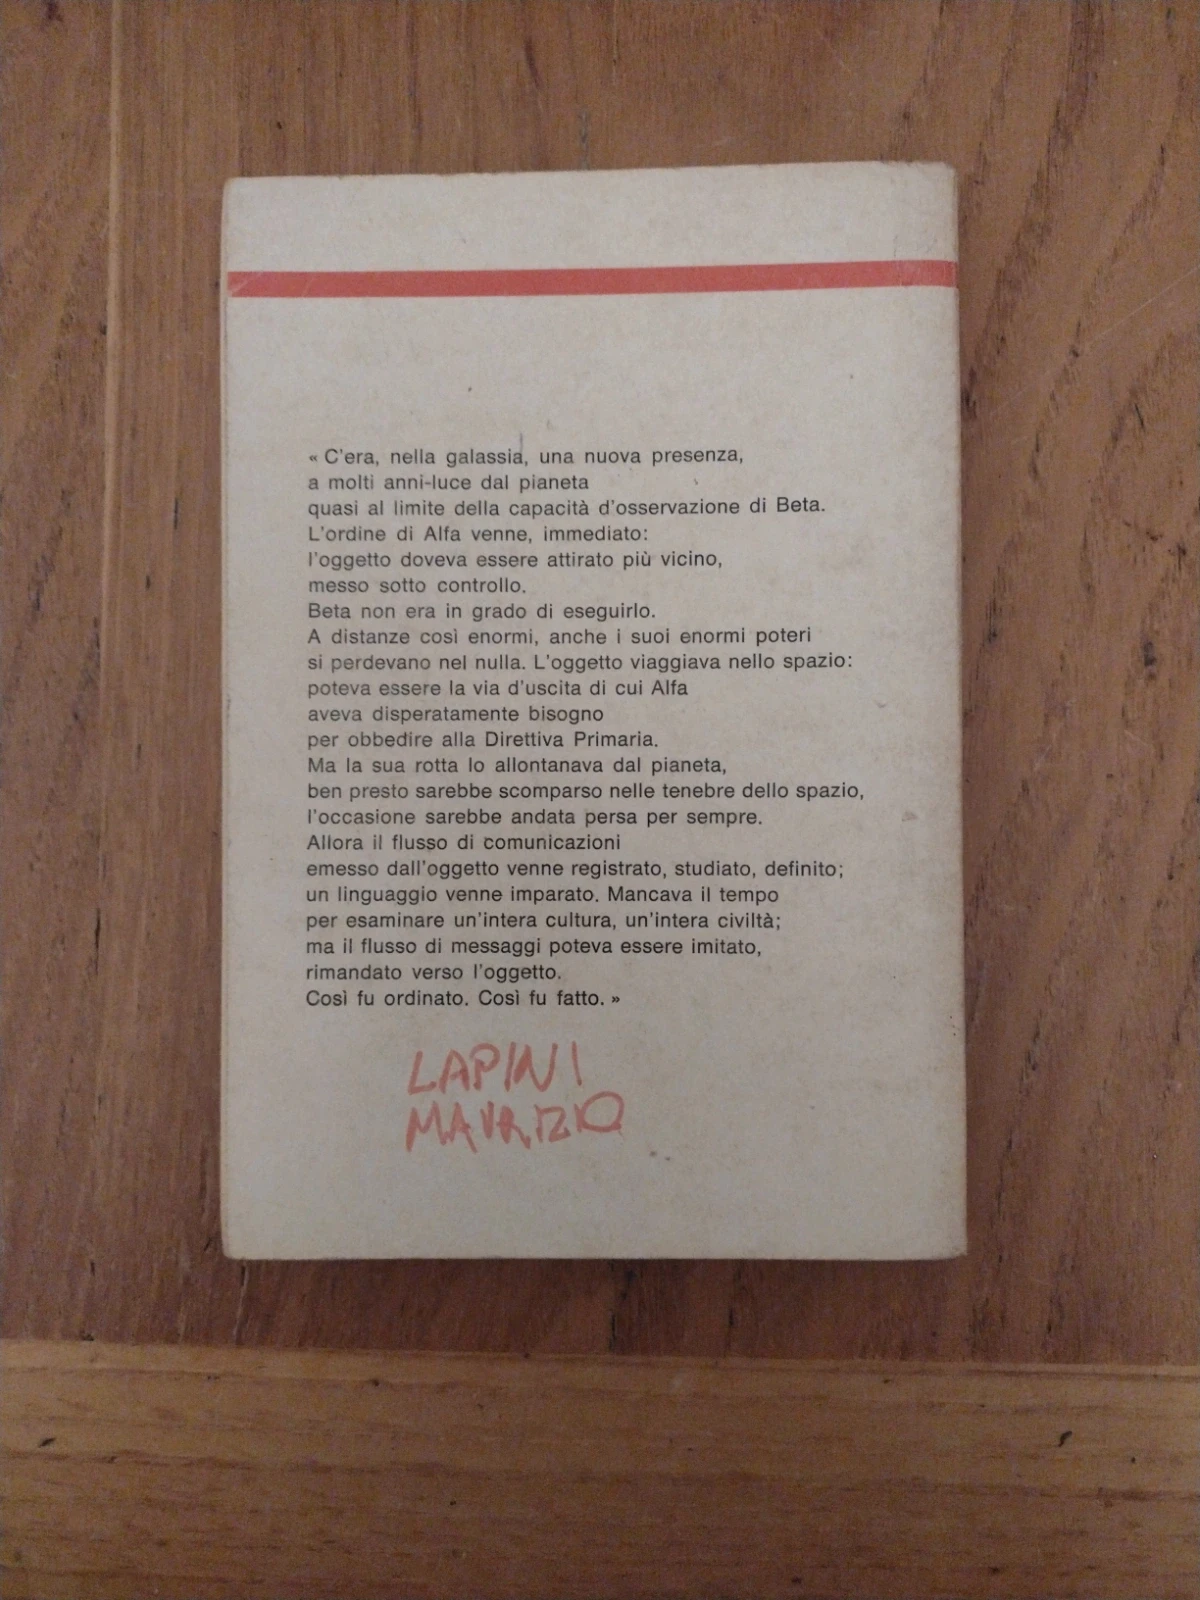 « C'era, nella galassia, una nuova presenza,
a molti anni-luce dal pianeta
quasi al limite della capacità d'osservazione di Beta.
L'ordine di Alfa venne, immediato:
l'oggetto doveva essere attirato più vicino,
messo sotto controllo.
Beta non era in grado di eseguirlo.
A distanze così enormi, anche i suoi enormi poteri
si perdevano nel nulla. L'oggetto viaggiava nello spazio:
poteva essere la via d'uscita di cui Alfa
aveva disperatamente bisogno
per obbedire alla Direttiva Primaria.
Ma la sua rotta lo allontanava dal pianeta,
ben presto sarebbe scomparso nelle tenebre dello spazio,
l'occasione sarebbe andata persa per sempre.
Allora il flusso di comunicazioni
emesso dall'oggetto venne registrato, studiato, definito;
un linguaggio venne imparato. Mancava il tempo
per esaminare un'intera cultura, un'intera civiltà;
ma il flusso di messaggi poteva essere imitato,
rimandato verso l'oggetto.
Così fu ordinato. Così fu fatto. »
LAPINI
MAURIZIO